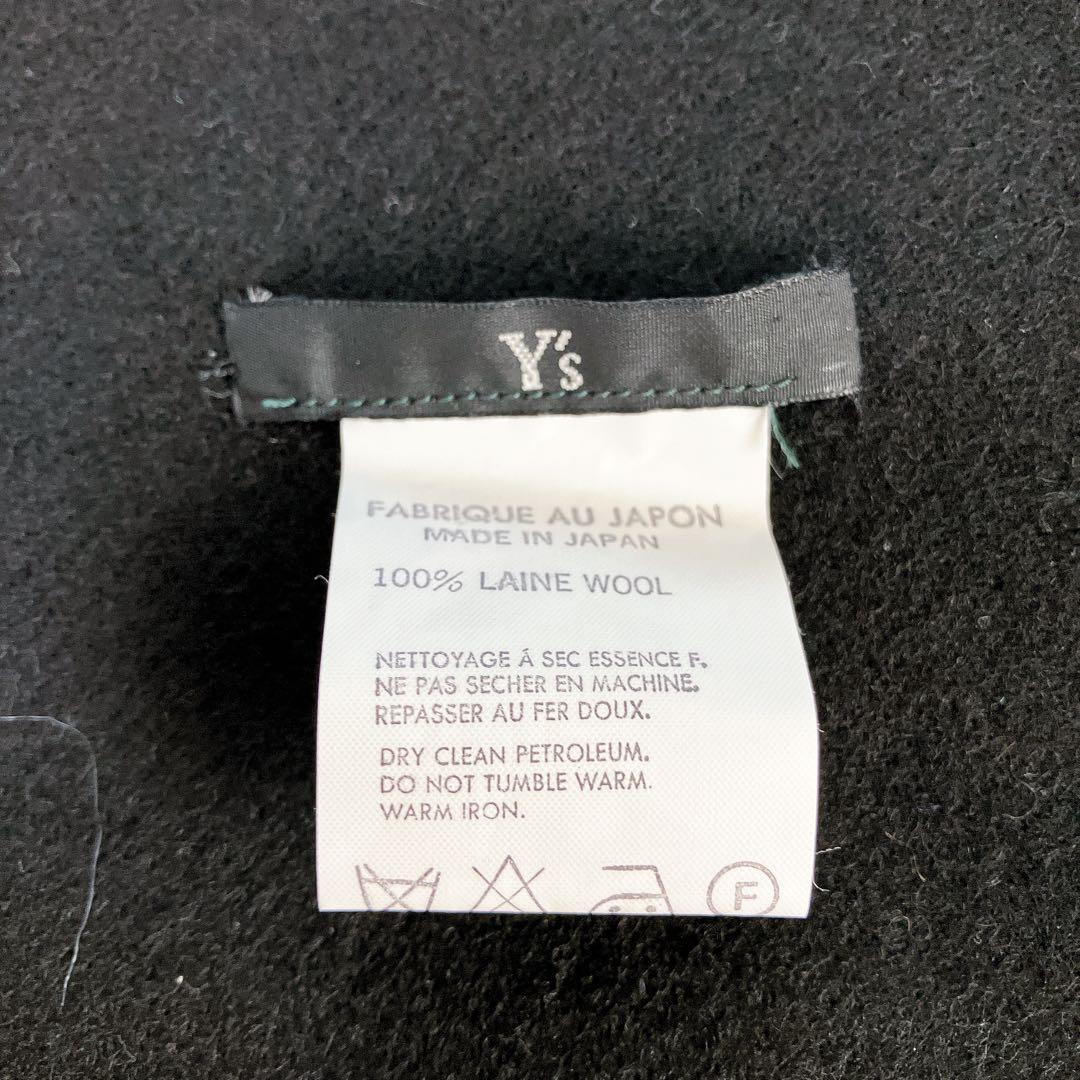 Y's
FABRIQUE AU JAPON
MADE IN JAPAN
100% LAINE WOOL
NETTOYAGE Á SEC ESSENCE F.
NE PAS SECHER EN MACHINE.
REPASSER AU FER DOUX.
DRY CLEAN PETROLEUM.
DO NOT TUMBLE WARM.
WARM IRON.
F